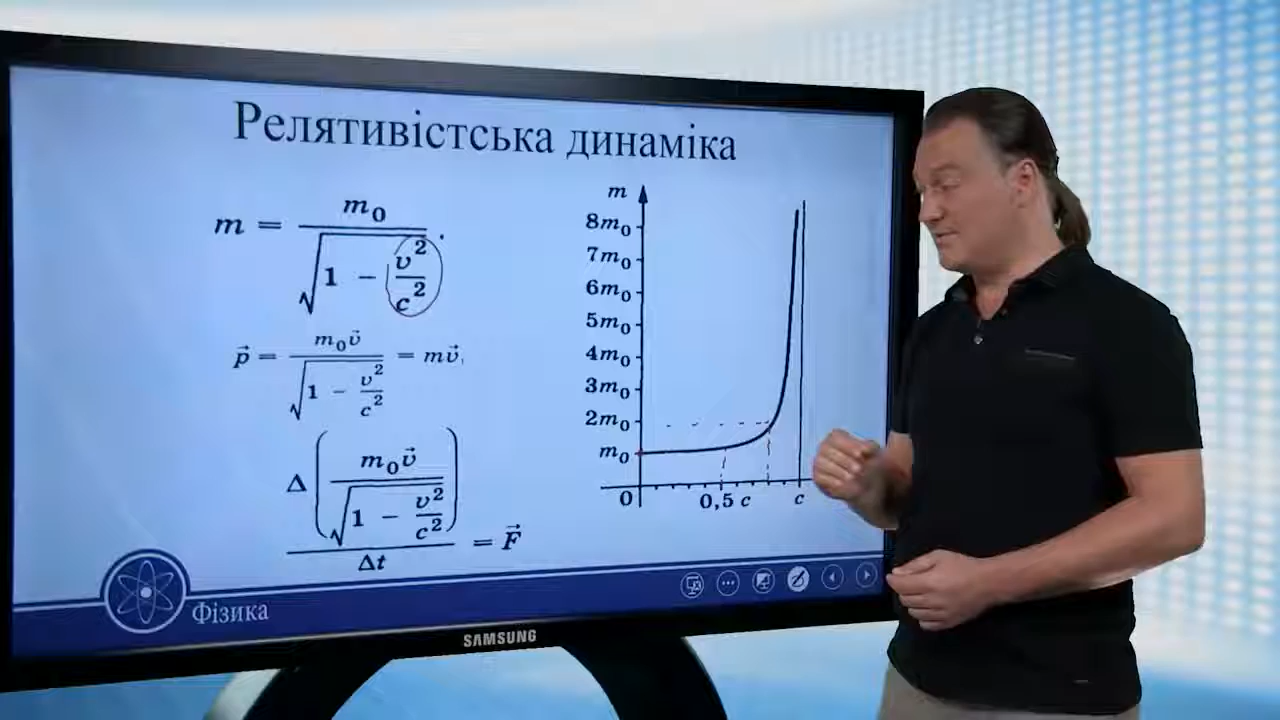 Релятивістська динаміка
m = m₀ / √(1 − v²/c²) .
p⃗ = m₀v⃗ / √(1 − v²/c²) = mv⃗,
Δ(m₀v⃗ / √(1 − v²/c²)) / Δt = F⃗
m
8m₀
7m₀
6m₀
5m₀
4m₀
3m₀
2m₀
m₀
0 0,5 c c
Фізика
SAMSUNG